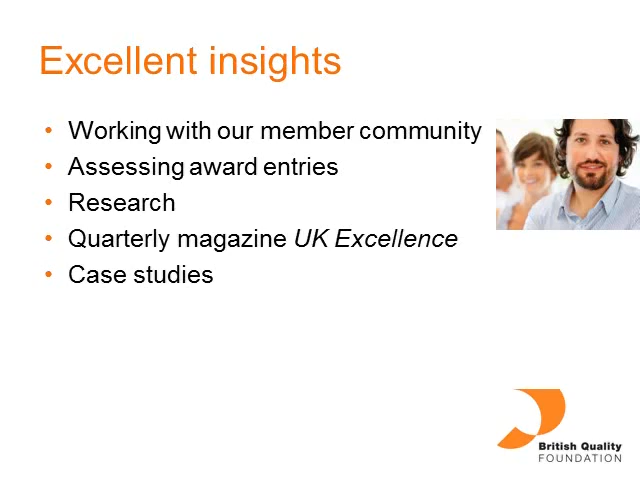 Excellent insights
• Working with our member community
• Assessing award entries
• Research
• Quarterly magazine UK Excellence
• Case studies
British Quality
FOUNDATION